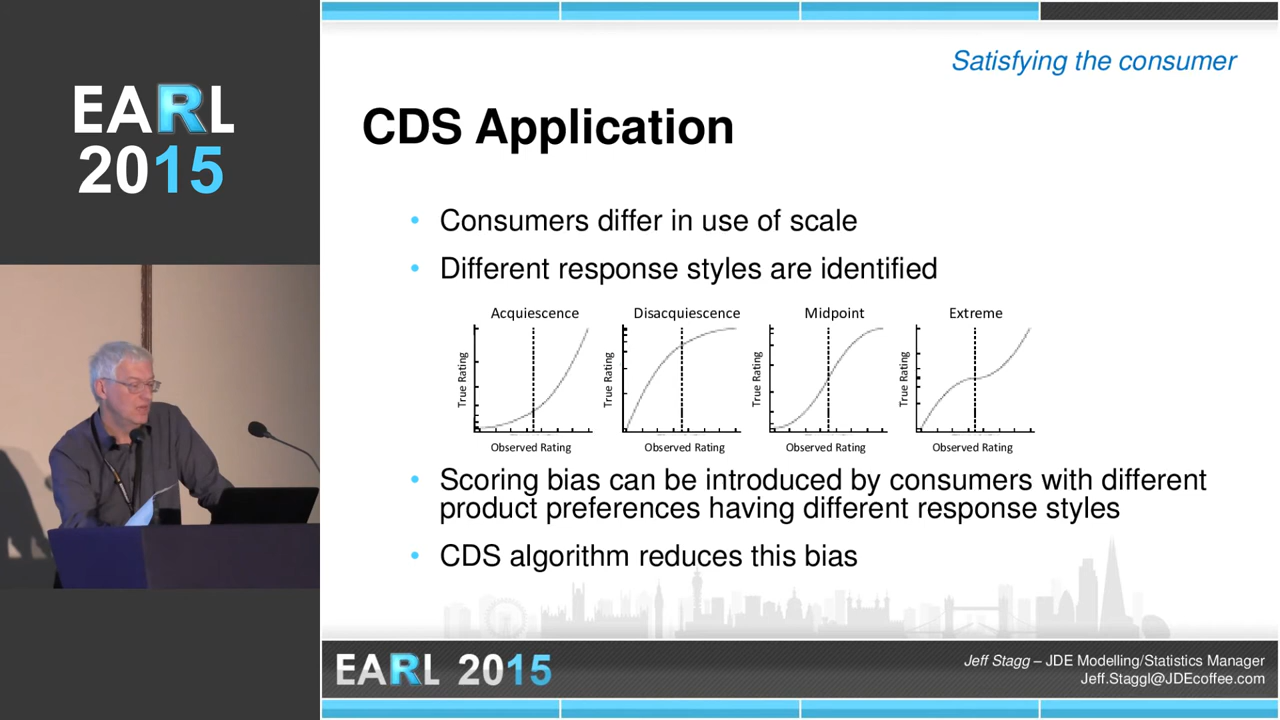 EARL
2015
Satisfying the consumer
CDS Application
• Consumers differ in use of scale
• Different response styles are identified
Acquiescence Disacquiescence Midpoint Extreme
True Rating True Rating True Rating True Rating
Observed Rating Observed Rating Observed Rating Observed Rating
• Scoring bias can be introduced by consumers with different
product preferences having different response styles
• CDS algorithm reduces this bias
EARL 2015
Jeff Stagg – JDE Modelling/Statistics Manager
Jeff.Staggl@JDEcoffee.com